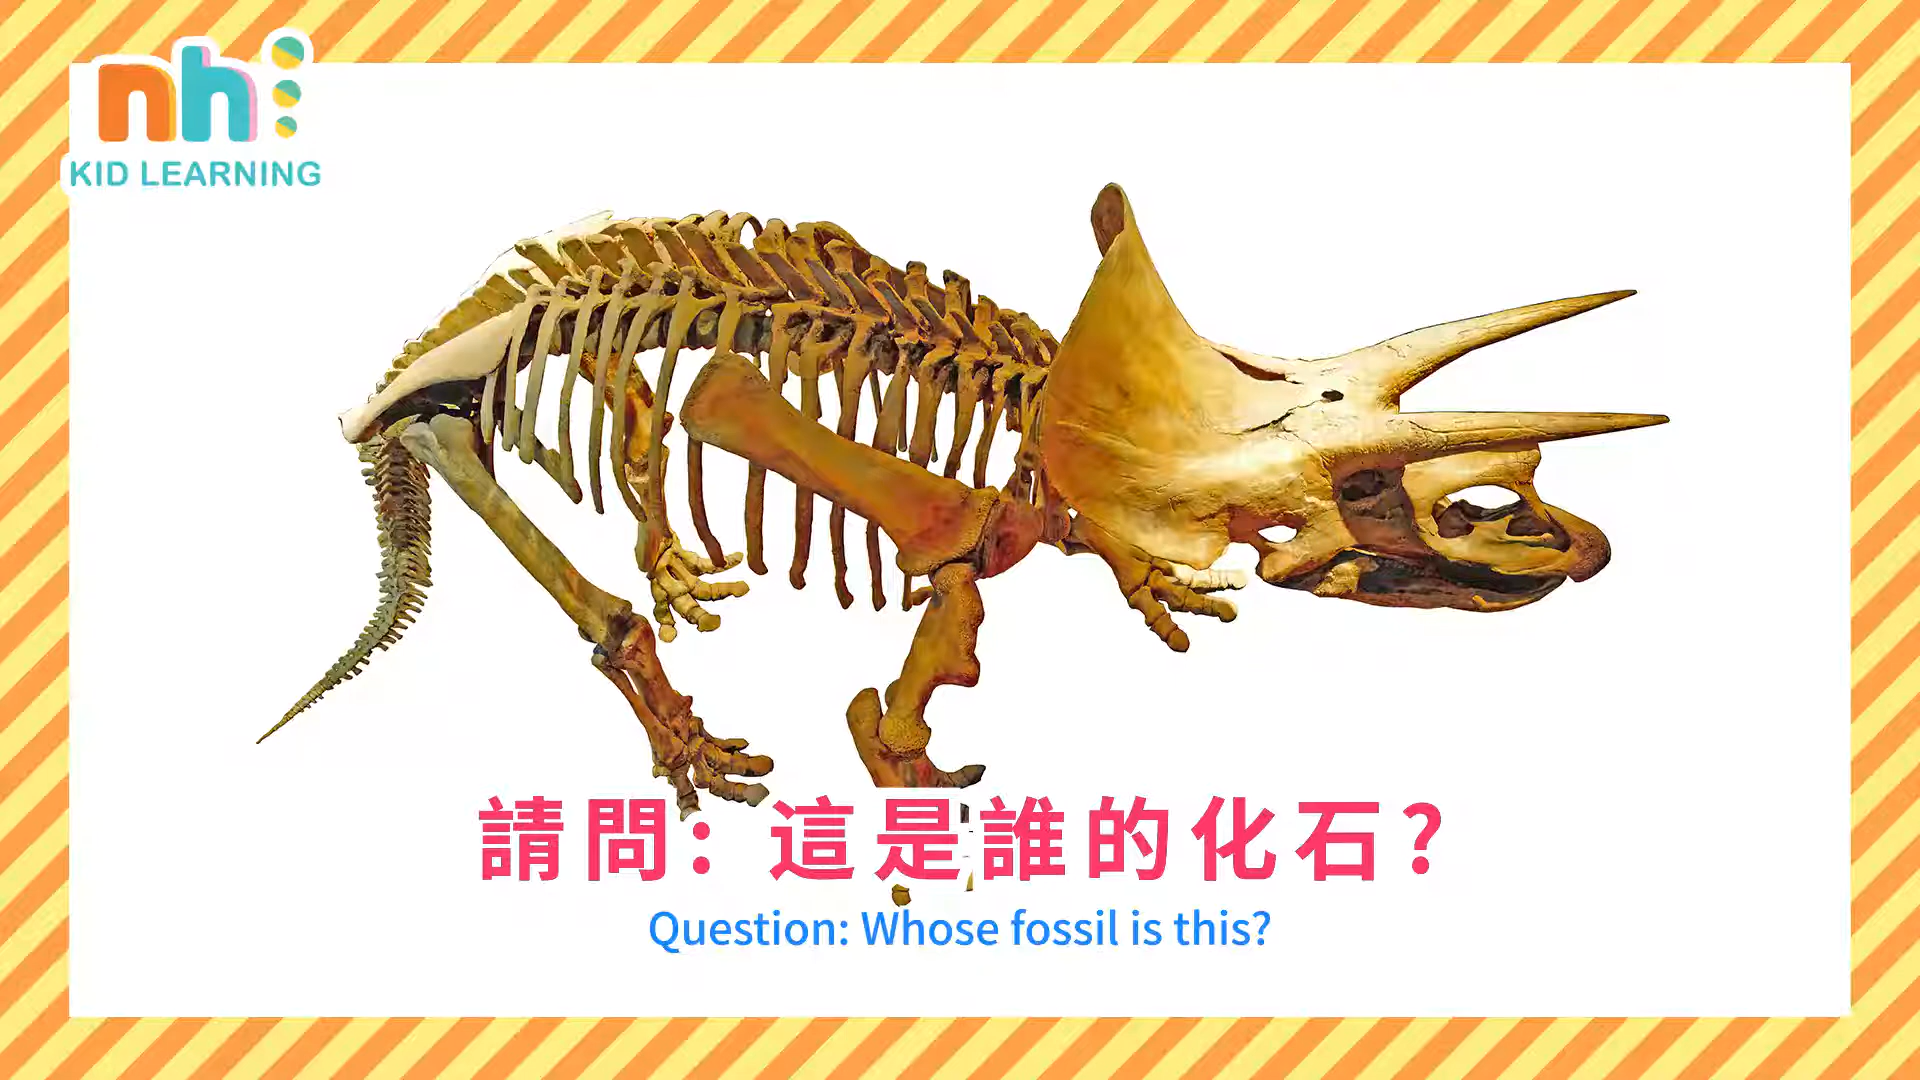 nh
KID LEARNING
請問: 這是誰的化石?
Question: Whose fossil is this?